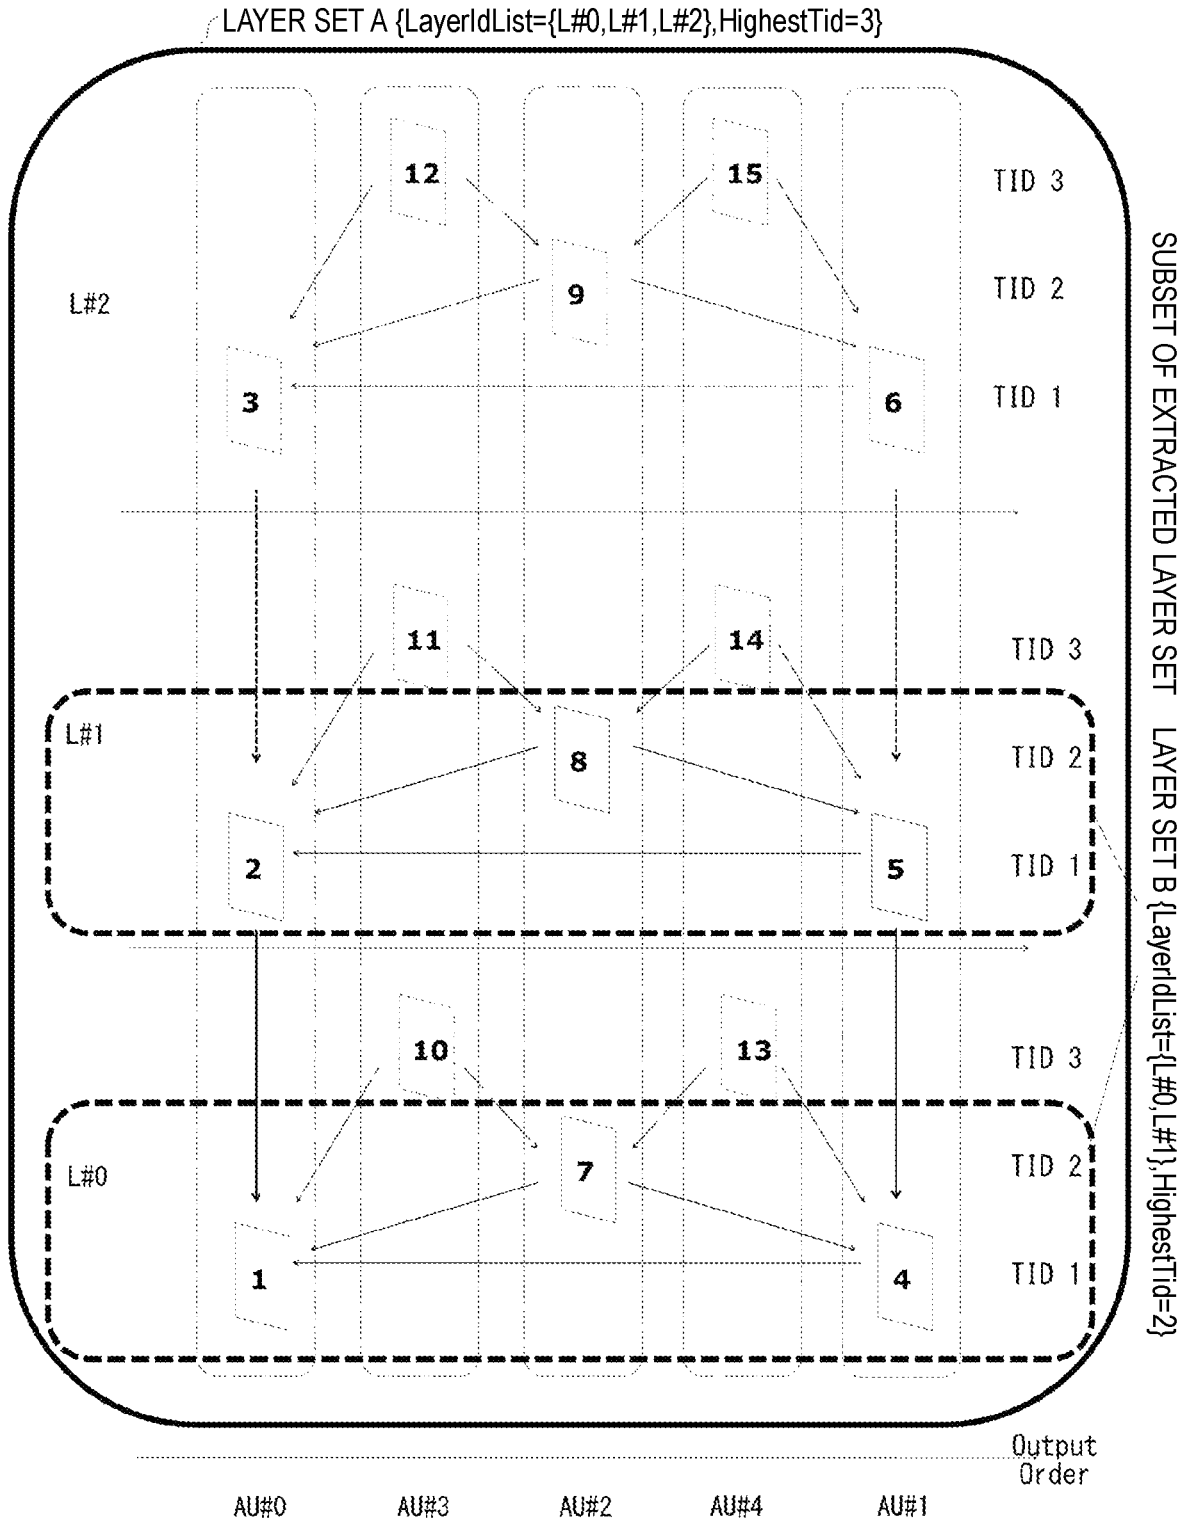 LAYER SET A {LayerIdList={L#0,L#1,L#2},HighestTid=3}
12
15
TID 3
9
TID 2
L#2
3
6
TID 1
11
14
TID 3
L#1
8
TID 2
2
5
TID 1
10
13
TID 3
7
TID 2
L#0
1
4
TID 1
SUBSET OF EXTRACTED LAYER SET LAYER SET B {LayerIdList={L#0,L#1},HighestTid=2}
Output
Order
AU#0 AU#3 AU#2 AU#4 AU#1